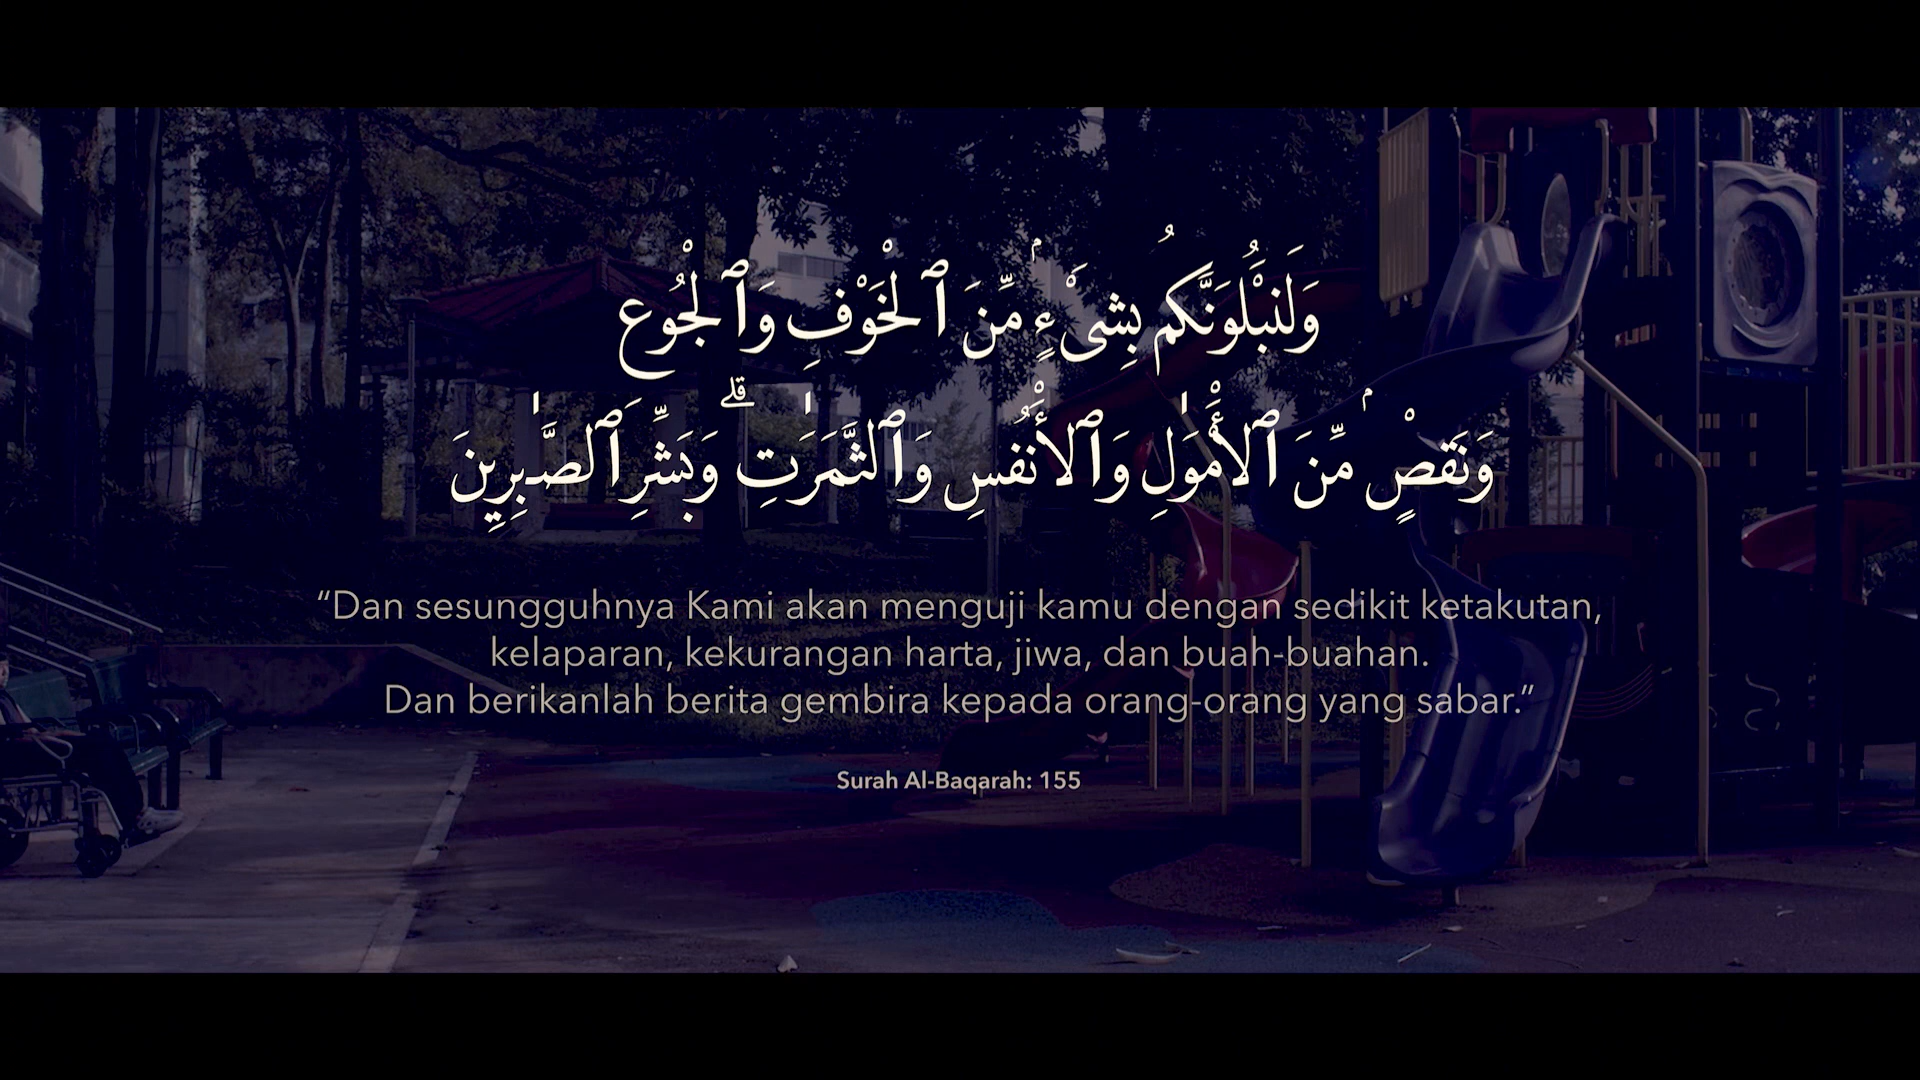 وَلَنَبْلُوَنَّكُم بِشَىْءٍۢ مِّنَ ٱلْخَوْفِ وَٱلْجُوعِ
وَنَقْصٍۢ مِّنَ ٱلْأَمْوَٰلِ وَٱلْأَنفُسِ وَٱلثَّمَرَٰتِ ۗ وَبَشِّرِ ٱلصَّـٰبِرِينَ
“Dan sesungguhnya Kami akan menguji kamu dengan sedikit ketakutan,
kelaparan, kekurangan harta, jiwa, dan buah-buahan.
Dan berikanlah berita gembira kepada orang-orang yang sabar.”
Surah Al-Baqarah: 155